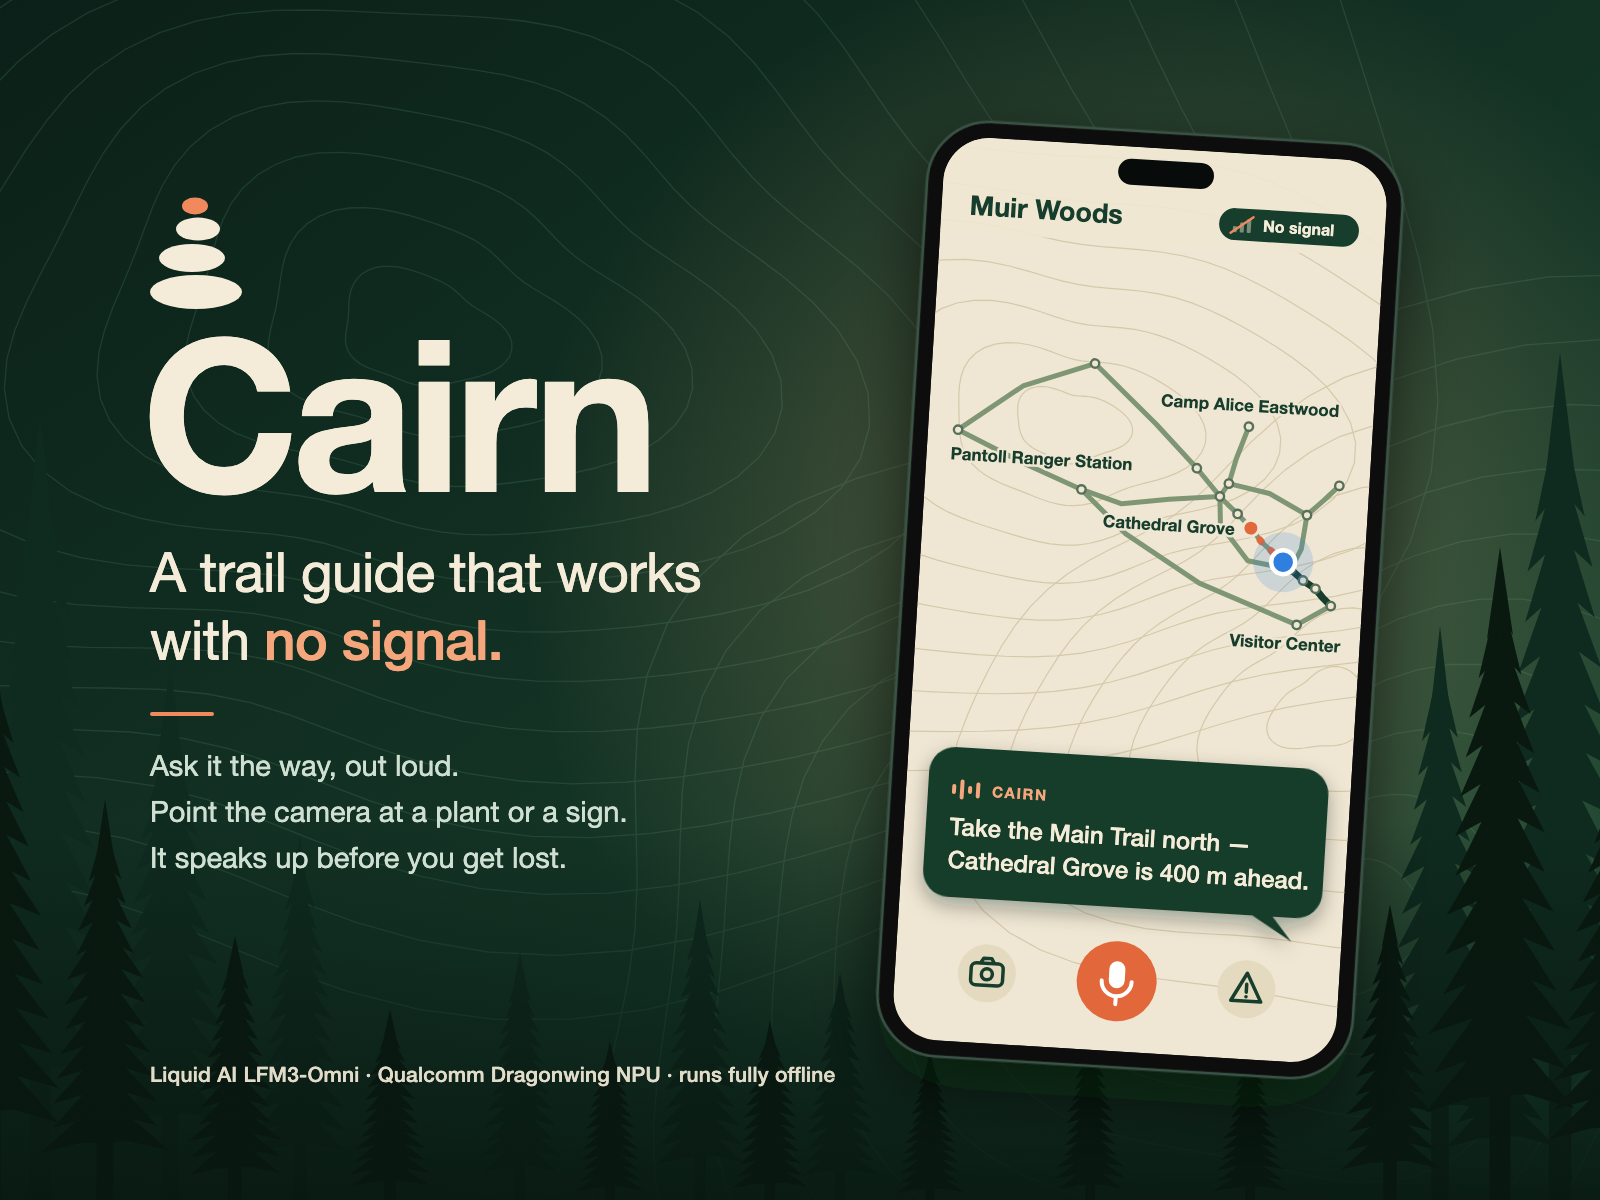 Cairn
A trail guide that works
with no signal.
Ask it the way, out loud.
Point the camera at a plant or a sign.
It speaks up before you get lost.
Liquid AI LFM3-Omni · Qualcomm Dragonwing NPU · runs fully offline
Muir Woods
No signal
Camp Alice Eastwood
Pantoll Ranger Station
Cathedral Grove
Visitor Center
CAIRN
Take the Main Trail north —
Cathedral Grove is 400 m ahead.